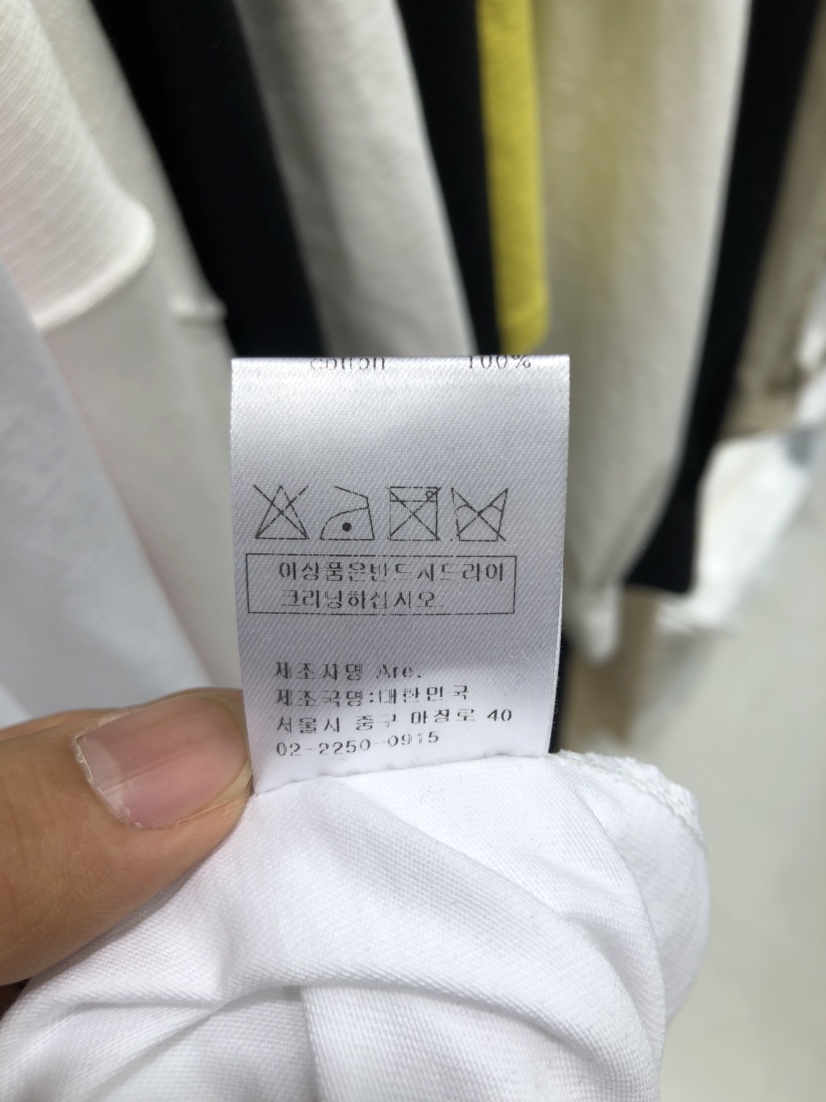 cotton 100%
이상품은반드시드라이
크리닝하십시오.
제조자명 Are.
제조국명:대한민국
서울시 중구 마장로 40
02-2250-0915